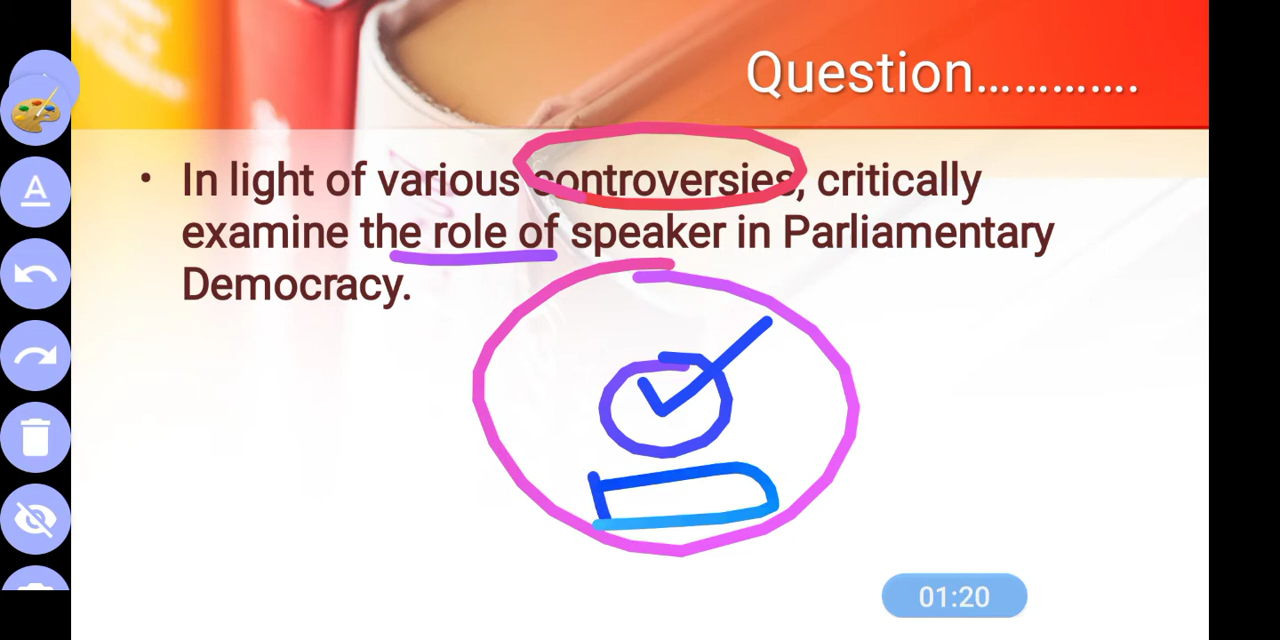 Question.............
• In light of various controversies, critically
examine the role of speaker in Parliamentary
Democracy.
A
01:20